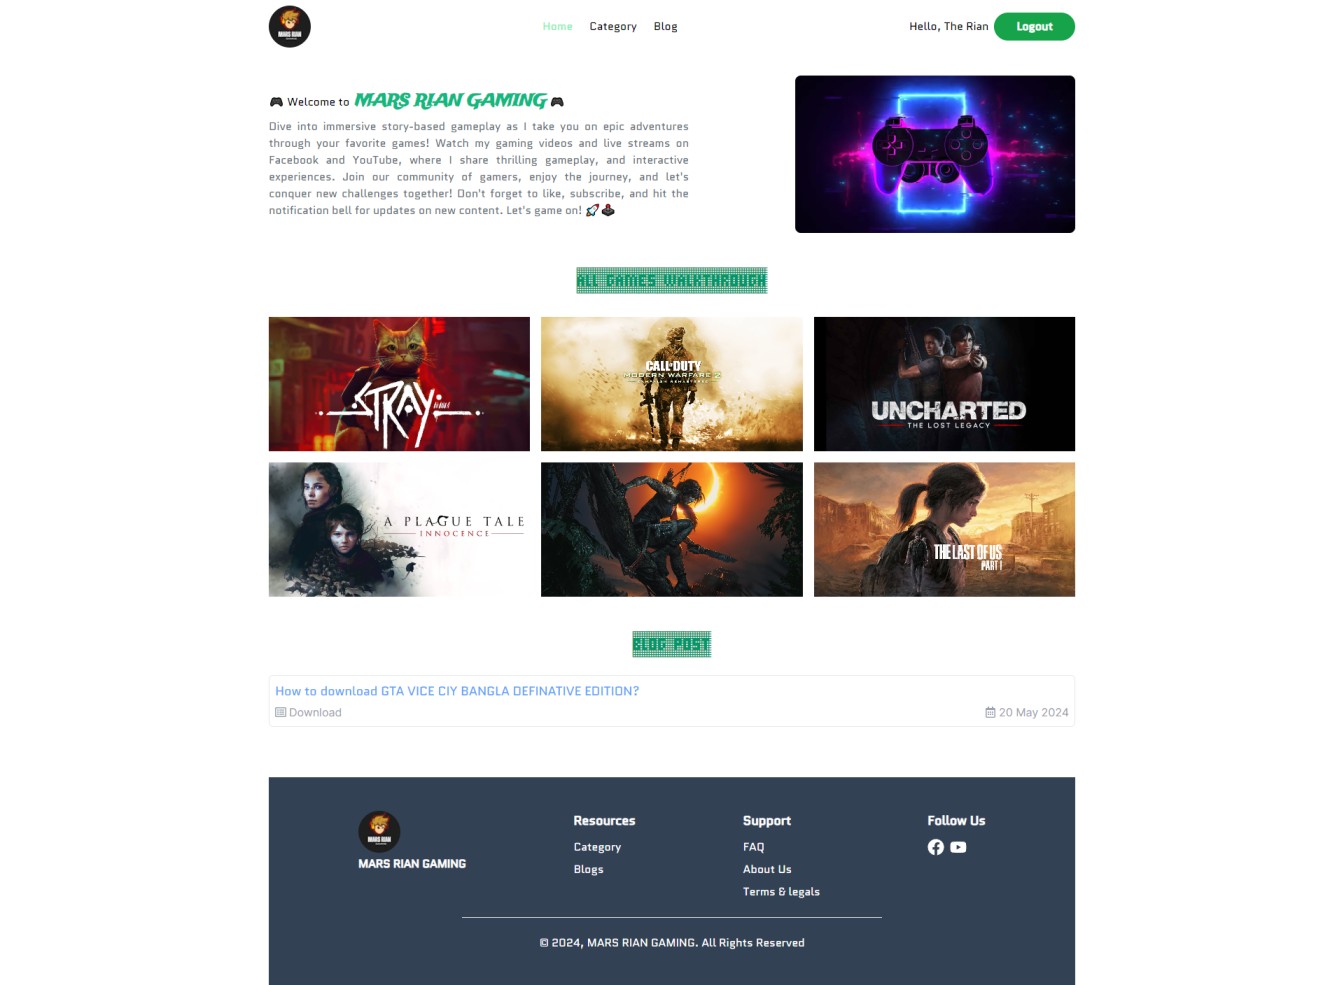 MARS RIAN
Home
Category
Blog
Hello, The Rian
Logout
Welcome to MARS RIAN GAMING
Dive into immersive story-based gameplay as I take you on epic adventures
through your favorite games! Watch my gaming videos and live streams on
Facebook and YouTube, where I share thrilling gameplay, and interactive
experiences. Join our community of gamers, enjoy the journey, and let's
conquer new challenges together! Don't forget to like, subscribe, and hit the
notification bell for updates on new content. Let's game on!
ALL GAMES WALKTHROUGH
STRAY
CALL OF DUTY
MODERN WARFARE 2
CAMPAIGN REMASTERED
UNCHARTED
THE LOST LEGACY
A PLAGUE TALE
INNOCENCE
THE LAST OF US
PART I
BLOG POST
How to download GTA VICE CIY BANGLA DEFINATIVE EDITION?
Download
20 May 2024
MARS RIAN
MARS RIAN GAMING
Resources
Category
Blogs
Support
FAQ
About Us
Terms & legals
Follow Us
© 2024, MARS RIAN GAMING. All Rights Reserved